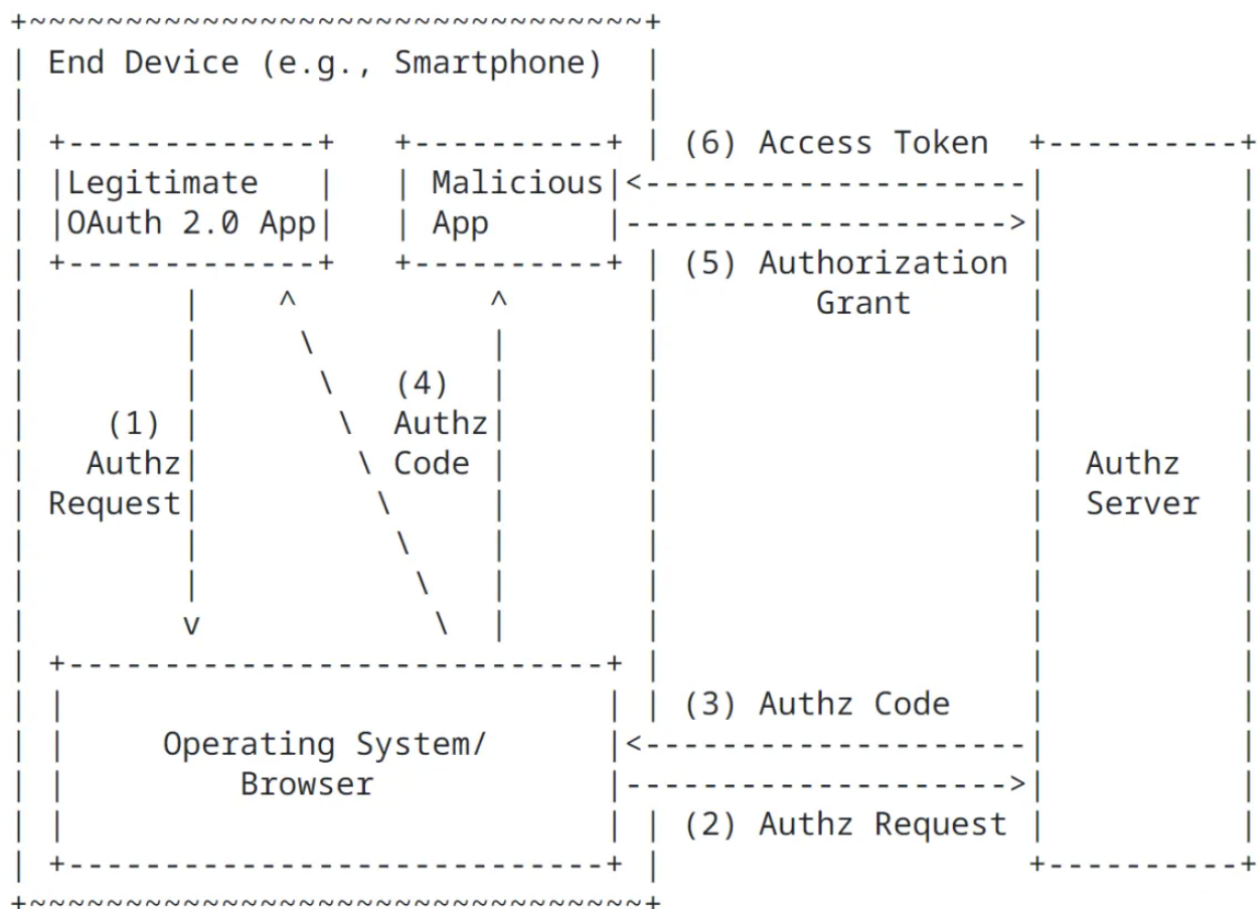 End Device (e.g., Smartphone)
Legitimate
OAuth 2.0 App
Malicious
App
(6) Access Token
(5) Authorization
Grant
(1)
Authz
Request
(4)
Authz
Code
Authz
Server
Operating System/
Browser
(3) Authz Code
(2) Authz Request